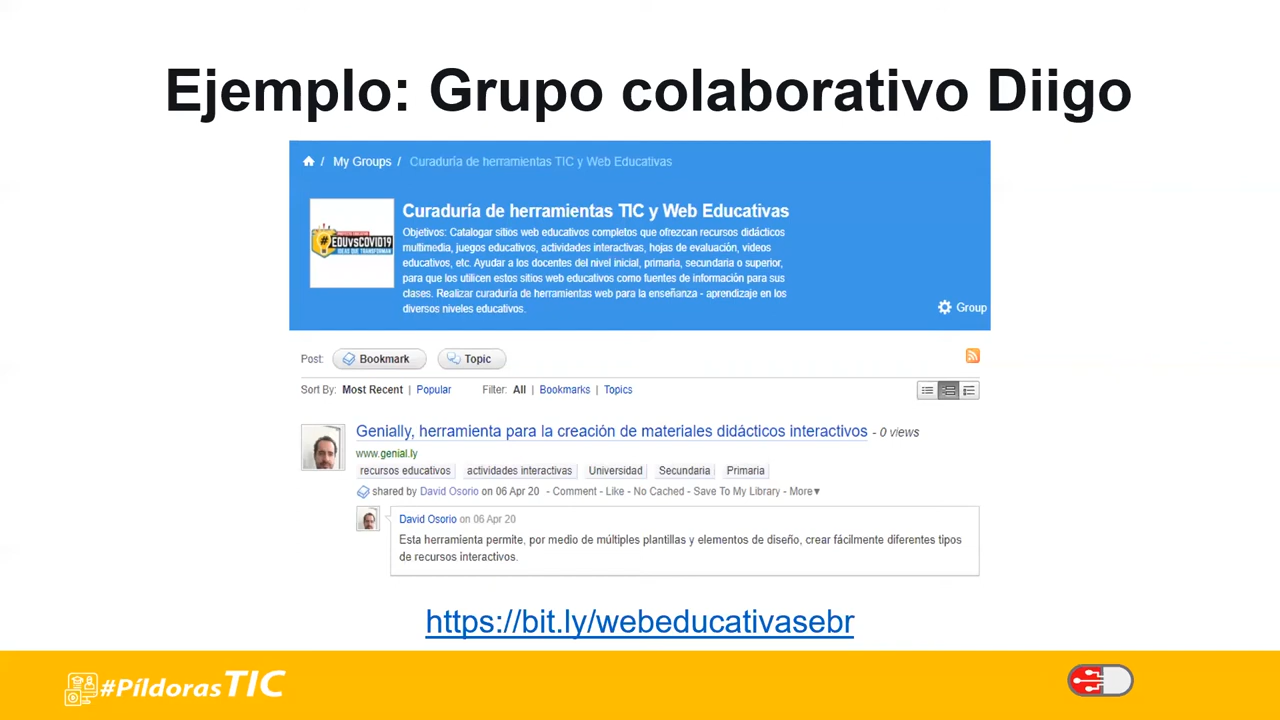 Ejemplo: Grupo colaborativo Diigo
/ My Groups / Curaduría de herramientas TIC y Web Educativas
Curaduría de herramientas TIC y Web Educativas
Objetivos: Catalogar sitios web educativos completos que ofrezcan recursos didácticos
multimedia, juegos educativos, actividades interactivas, hojas de evaluación, videos
educativos, etc. Ayudar a los docentes del nivel inicial, primaria, secundaria o superior,
para que los utilicen estos sitios web educativos como fuentes de información para sus
clases. Realizar curaduría de herramientas web para la enseñanza - aprendizaje en los
diversos niveles educativos.
#EDUvsCOVID19
IDEAS QUE TRANSFORMAN
Group
Post: Bookmark Topic
Sort By: Most Recent | Popular Filter: All | Bookmarks | Topics
Genially, herramienta para la creación de materiales didácticos interactivos - 0 views
www.genial.ly
recursos educativos actividades interactivas Universidad Secundaria Primaria
shared by David Osorio on 06 Apr 20 - Comment - Like - No Cached - Save To My Library - More▼
David Osorio on 06 Apr 20
Esta herramienta permite, por medio de múltiples plantillas y elementos de diseño, crear fácilmente diferentes tipos
de recursos interactivos.
https://bit.ly/webeducativasebr
#PíldorasTIC